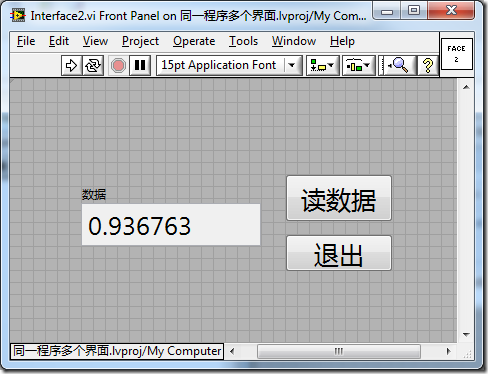 Interface2.vi Front Panel on 同一程序多个界面.lvproj/My Com...
File Edit View Project Operate Tools Window Help
15pt Application Font
FACE
2
数据
0.936763
读数据
退出
同一程序多个界面.lvproj/My Computer